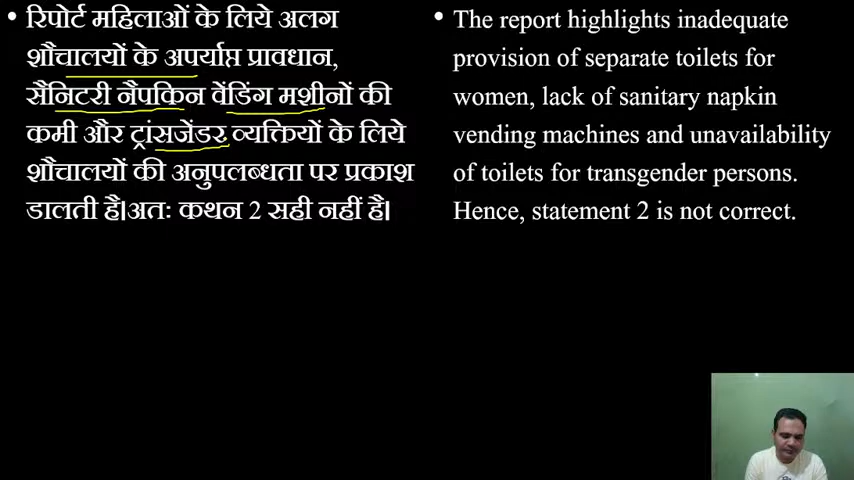 • रिपोर्ट महिलाओं के लिये अलग
शौचालयों के अपर्याप्त प्रावधान,
सैनिटरी नैपकिन वेंडिंग मशीनों की
कमी और ट्रांसजेंडर व्यक्तियों के लिये
शौचालयों की अनुपलब्धता पर प्रकाश
डालती है।अतः कथन 2 सही नहीं है।
• The report highlights inadequate
provision of separate toilets for
women, lack of sanitary napkin
vending machines and unavailability
of toilets for transgender persons.
Hence, statement 2 is not correct.